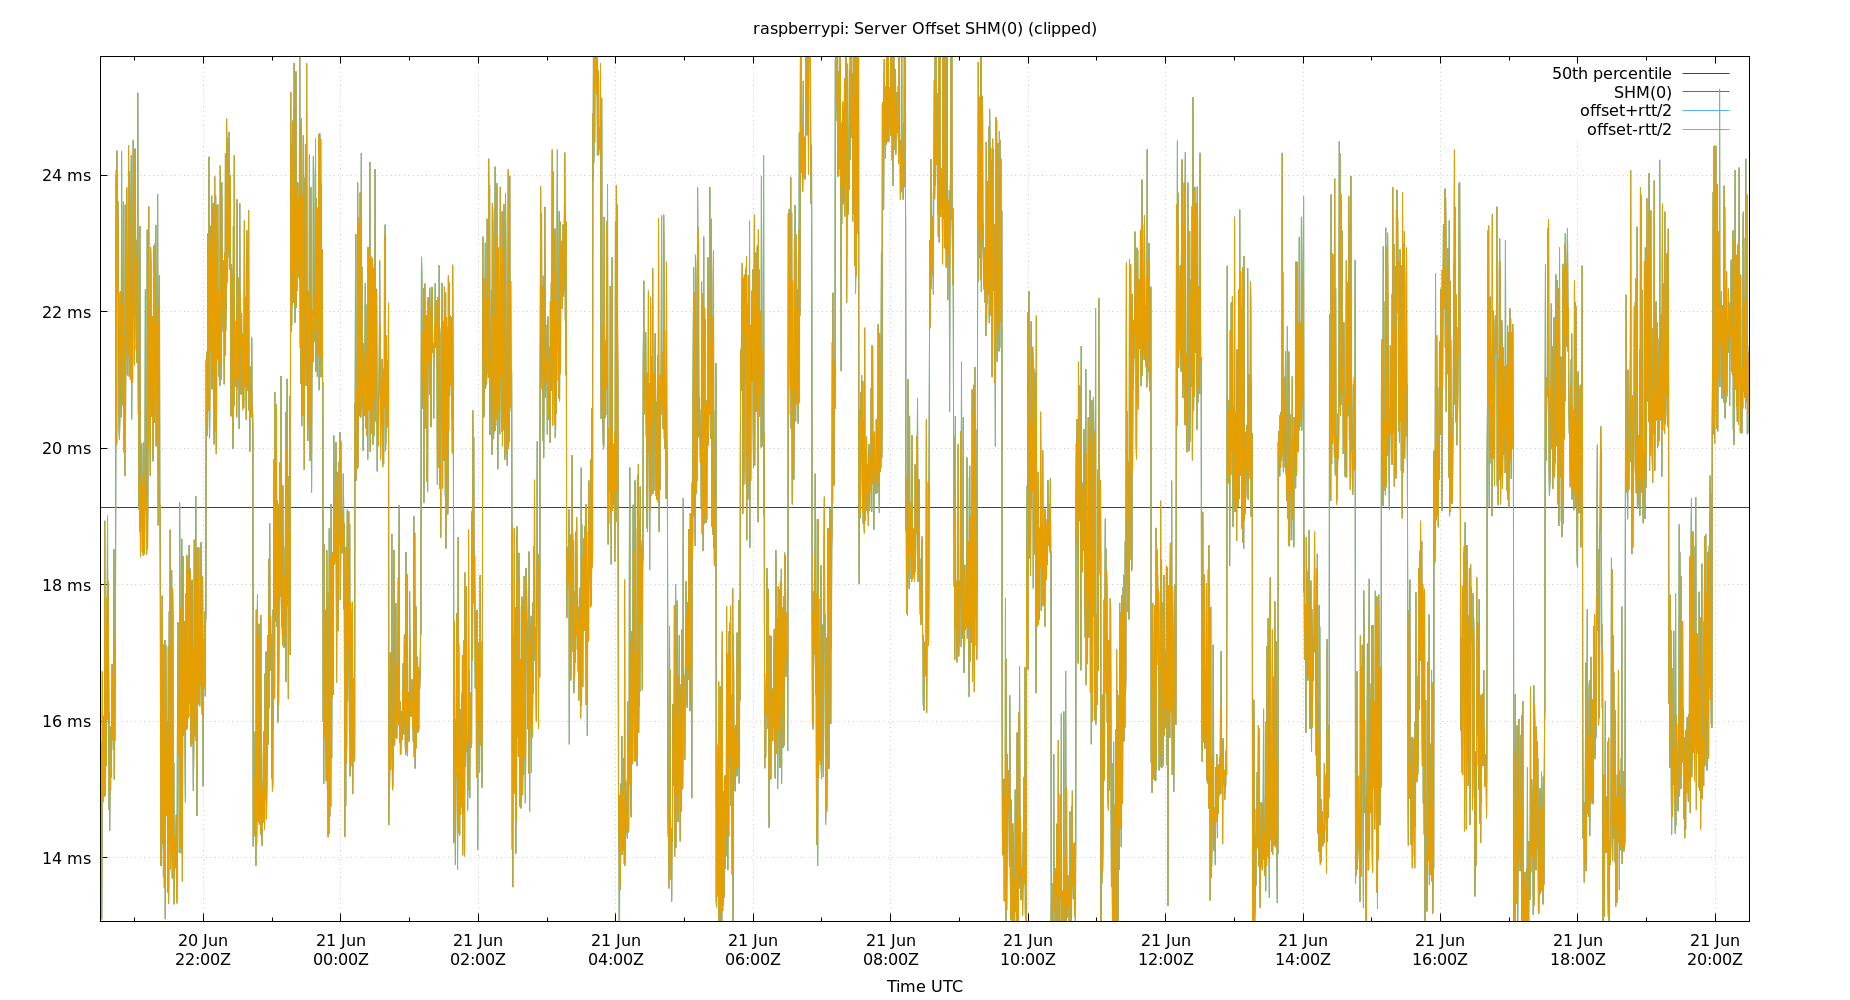 raspberrypi: Server Offset SHM(0) (clipped)
50th percentile
SHM(0)
offset+rtt/2
offset-rtt/2
24 ms
22 ms
20 ms
18 ms
16 ms
14 ms
20 Jun 21 Jun 21 Jun 21 Jun 21 Jun 21 Jun 21 Jun 21 Jun 21 Jun 21 Jun 21 Jun 21 Jun
22:00Z 00:00Z 02:00Z 04:00Z 06:00Z 08:00Z 10:00Z 12:00Z 14:00Z 16:00Z 18:00Z 20:00Z
Time UTC